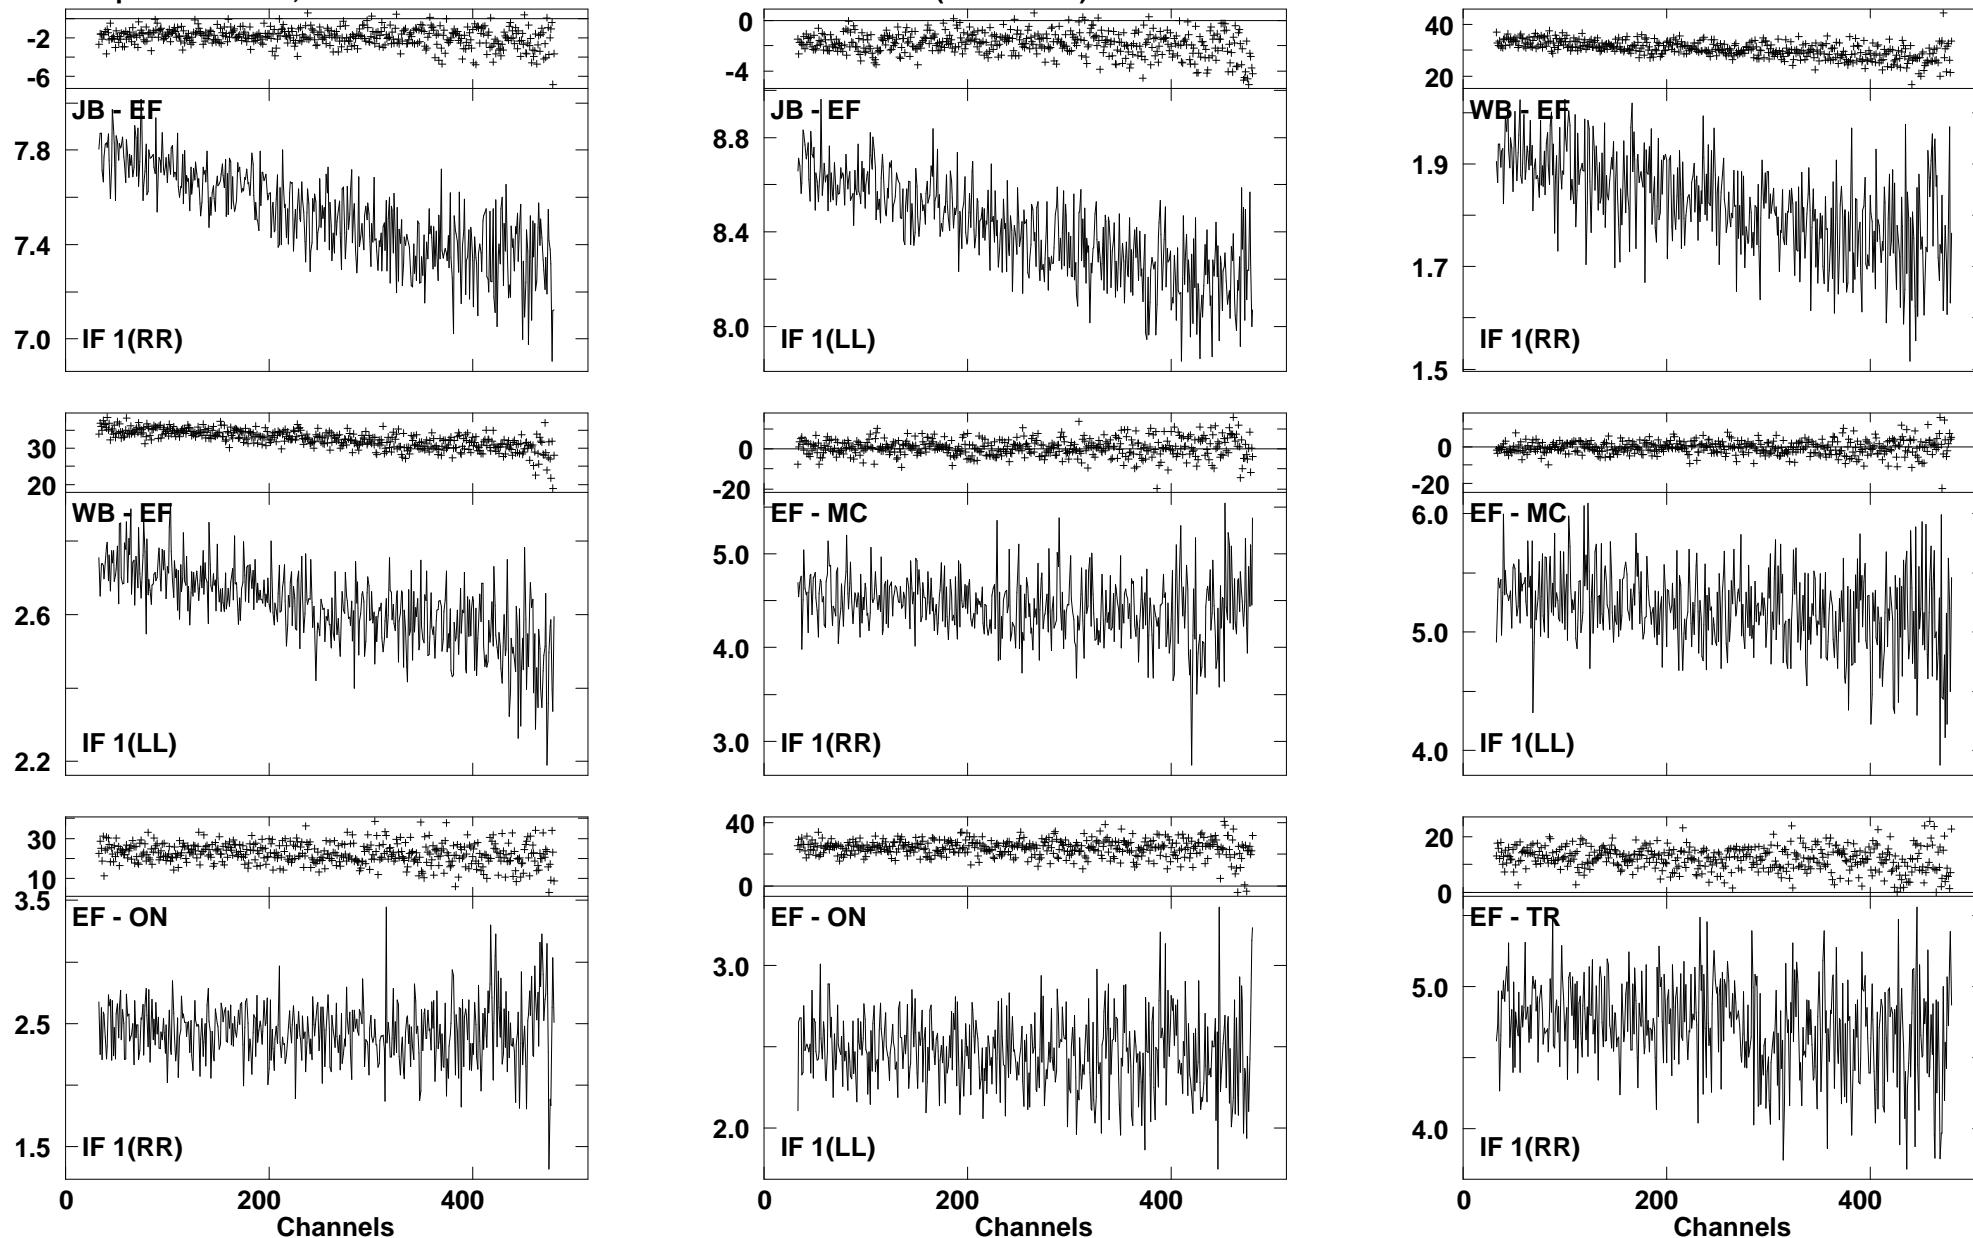 -2
-6
JB - EF
7.8
7.4
7.0
IF 1(RR)
0
-4
JB - EF
8.8
8.4
8.0
IF 1(LL)
40
20
WB - EF
1.9
1.7
1.5
IF 1(RR)
30
20
WB - EF
2.6
2.2
IF 1(LL)
0
-20
EF - MC
5.0
4.0
3.0
IF 1(RR)
0
-20
6.0
EF - MC
5.0
4.0
IF 1(LL)
30
10
3.5
EF - ON
2.5
1.5
IF 1(RR)
0 200 400
Channels
40
0
EF - ON
3.0
2.0
IF 1(LL)
0 200 400
Channels
20
0
EF - TR
5.0
4.0
IF 1(RR)
0 200 400
Channels